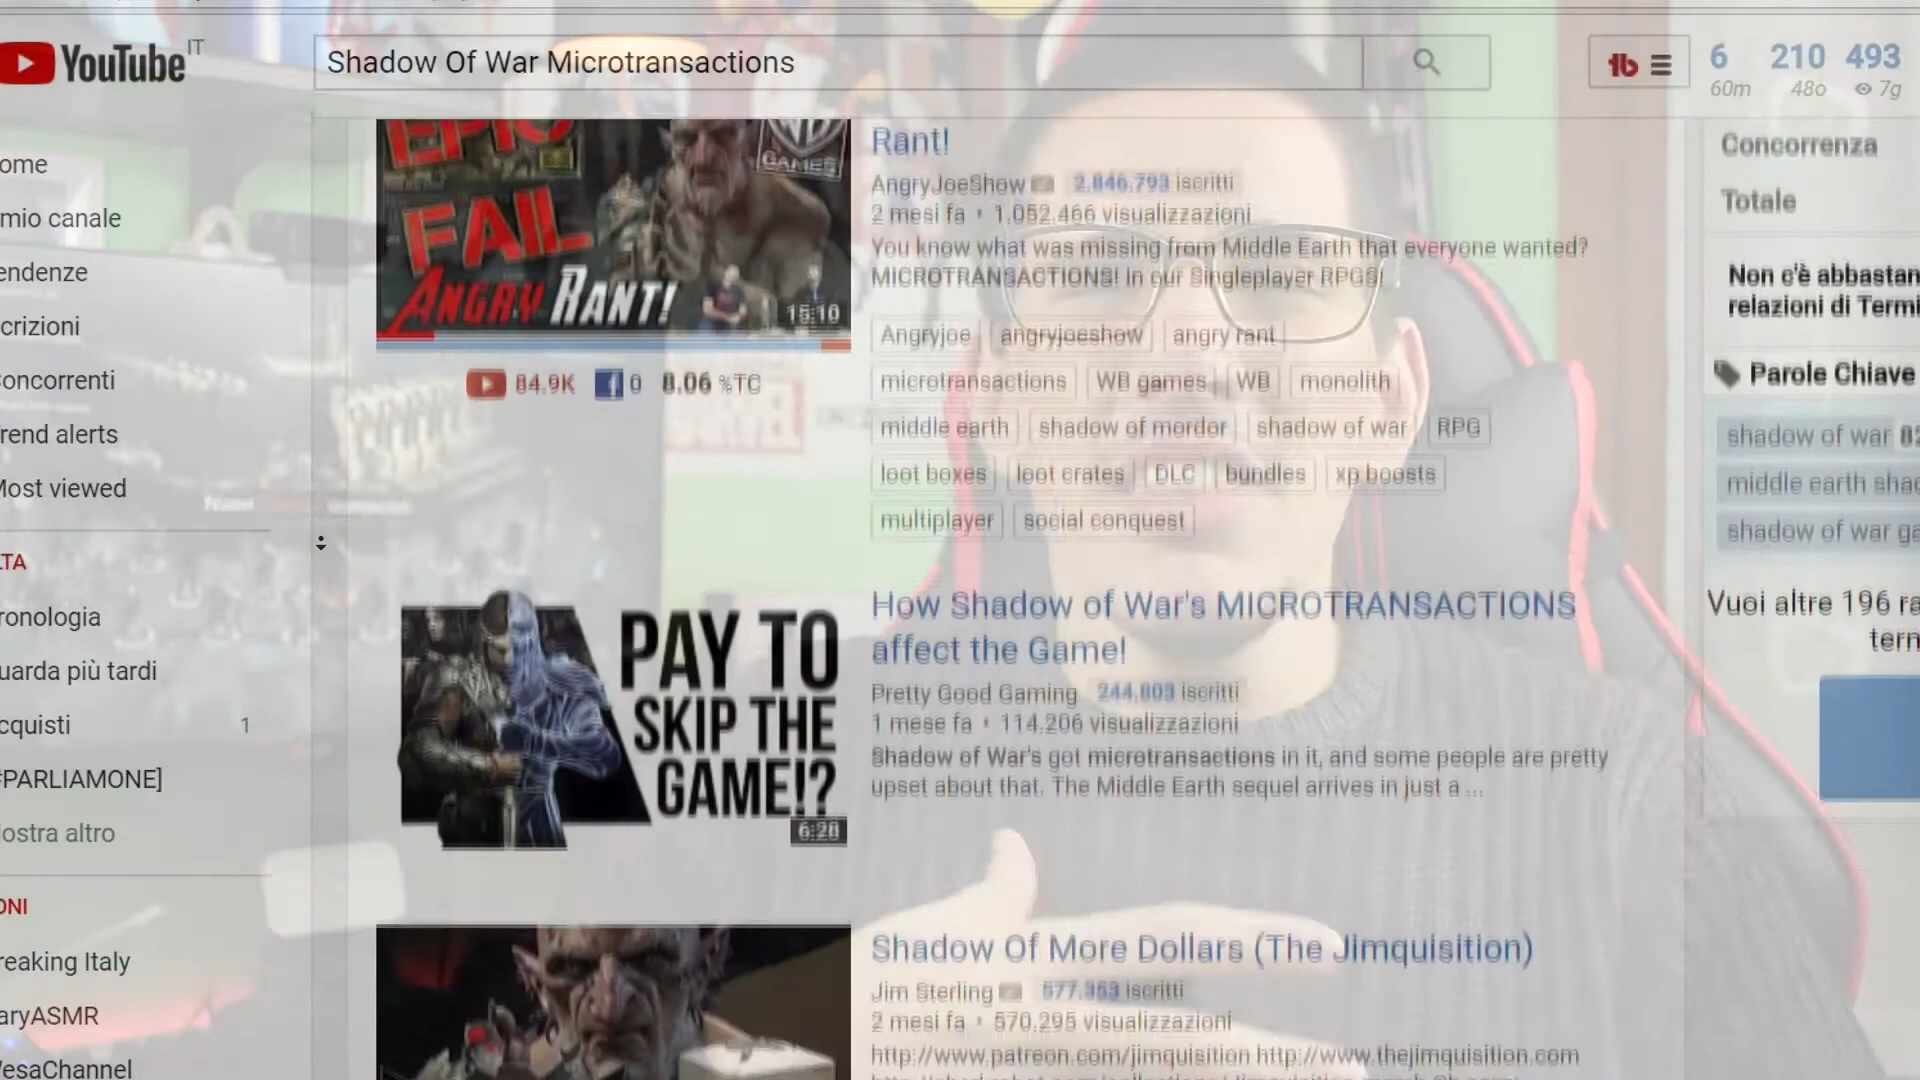 YouTube IT
Shadow Of War Microtransactions
6 210 493
60m 48o 7g
ome
mio canale
endenze
crizioni
oncorrenti
rend alerts
Most viewed
LTA
ronologia
uarda più tardi
cquisti 1
#PARLIAMONE]
ostra altro
ONI
reaking Italy
aryASMR
esaChannel
EPIC
FAIL
ANGRY RANT!
GAMES
15:10
84.9K 0 8.06 %TC
Rant!
AngryJoeShow 2.846.793 iscritti
2 mesi fa • 1.052.466 visualizzazioni
You know what was missing from Middle Earth that everyone wanted?
MICROTRANSACTIONS! In our Singleplayer RPGS!
Angryjoe angryjoeshow angry rant
microtransactions WB games WB monolith
middle earth shadow of mordor shadow of war RPG
loot boxes loot crates DLC bundles xp boosts
multiplayer social conquest
PAY TO
SKIP THE
GAME!?
6:28
How Shadow of War's MICROTRANSACTIONS
affect the Game!
Pretty Good Gaming 244.803 iscritti
1 mese fa • 114.206 visualizzazioni
Shadow of War's got microtransactions in it, and some people are pretty
upset about that. The Middle Earth sequel arrives in just a ...
Shadow Of More Dollars (The Jimquisition)
Jim Sterling 577.353 iscritti
2 mesi fa • 570.295 visualizzazioni
http://www.patreon.com/jimquisition http://www.thejimquisition.com
Concorrenza
Totale
Non c'è abbastan
relazioni di Termi
Parole Chiave
shadow of war 82
middle earth shad
shadow of war ga
Vuoi altre 196 ra
tern